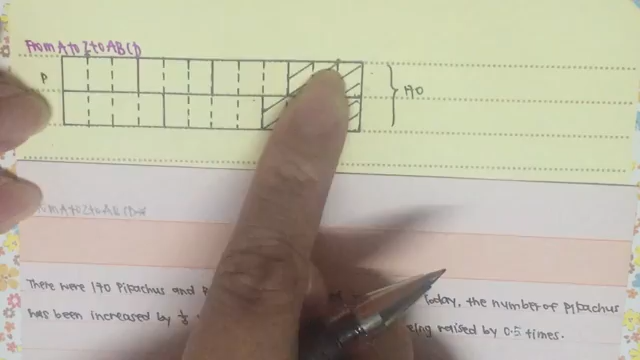 From A to Z to ABCD
P
170
From A to Z to ABCD
There were 170 Pikachus and Today, the number of Pikachus
has been increased by being raised by 0.5 times.